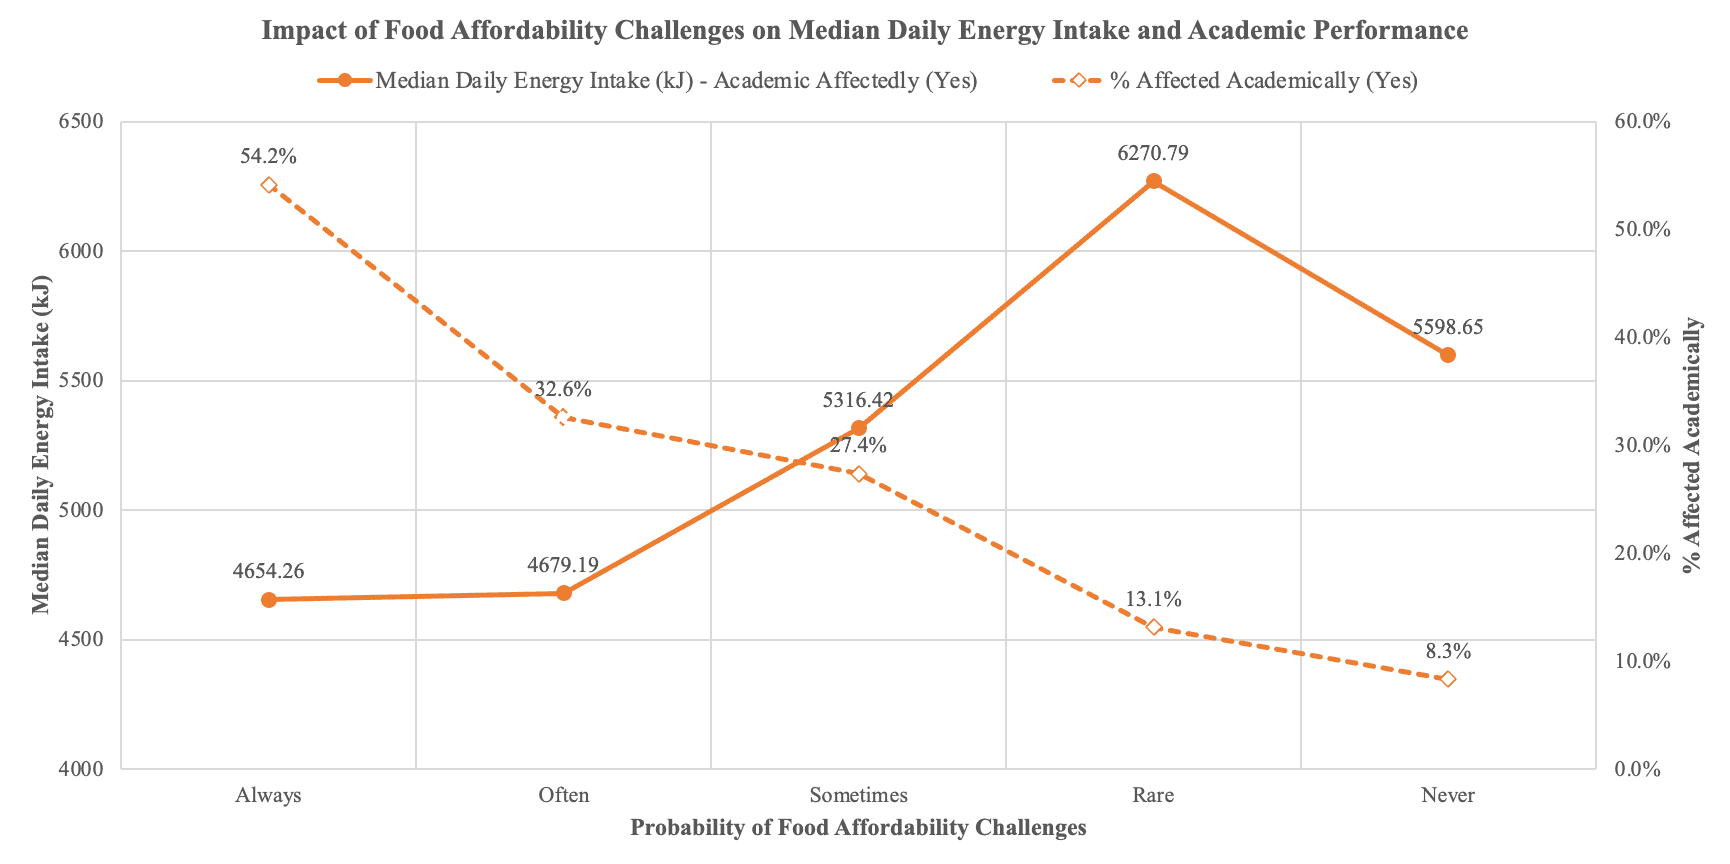 Impact of Food Affordability Challenges on Median Daily Energy Intake and Academic Performance
Median Daily Energy Intake (kJ) - Academic Affectedly (Yes)
% Affected Academically (Yes)
Median Daily Energy Intake (kJ)
6500
6000
5500
5000
4500
4000
54.2%
32.6%
27.4%
13.1%
8.3%
4654.26
4679.19
5316.42
6270.79
5598.65
60.0%
50.0%
40.0%
30.0%
20.0%
10.0%
0.0%
% Affected Academically
Always
Often
Sometimes
Rare
Never
Probability of Food Affordability Challenges